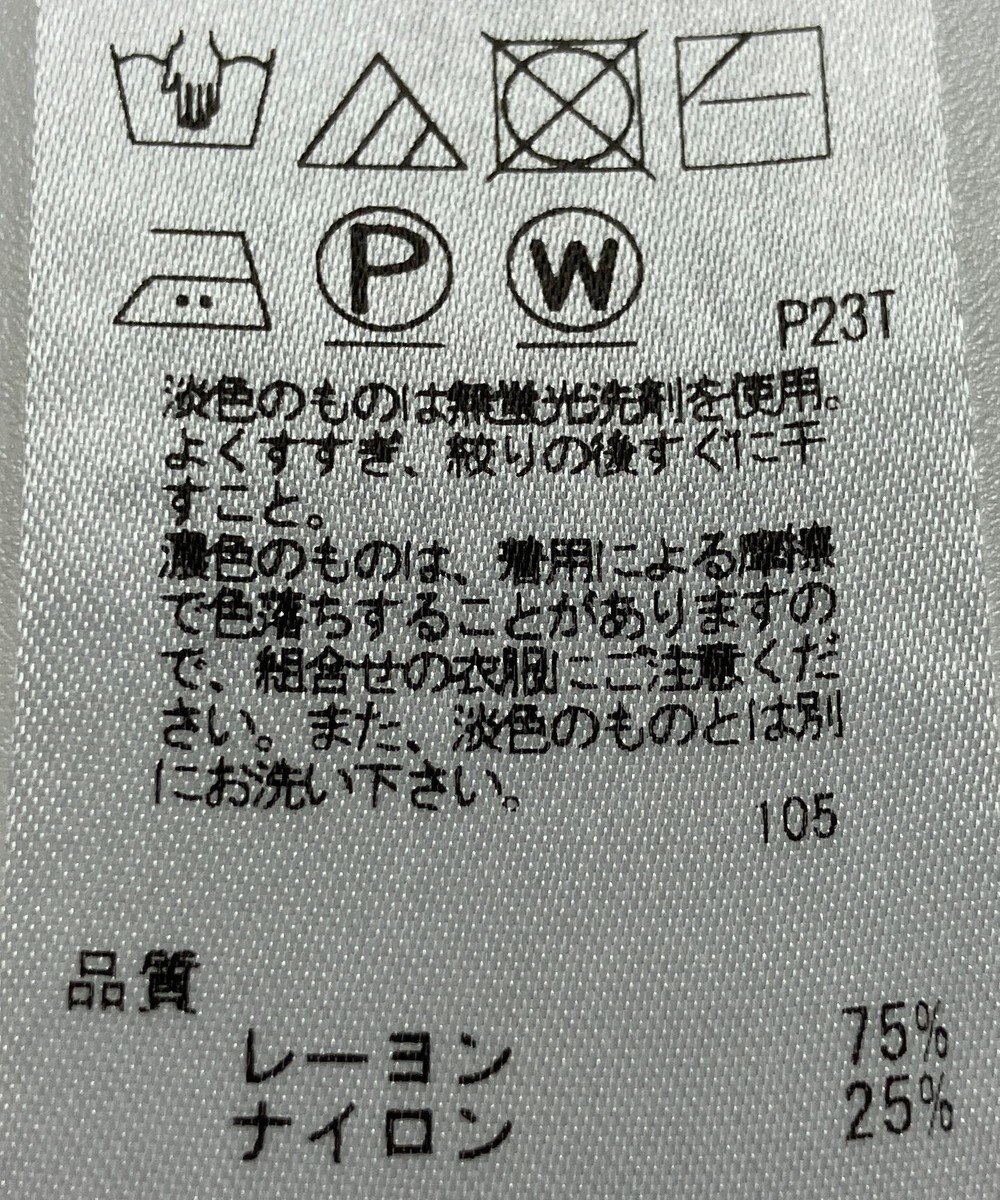 P W
P23T
淡色のものは無蛍光洗剤を使用。
よくすすぎ、絞りの後すぐに干
すこと。
濃色のものは、着用による摩擦
で色落ちすることがありますの
で、組合せの衣服にご注意くだ
さい。また、淡色のものとは別
にお洗い下さい。
105
品質
レーヨン 75%
ナイロン 25%